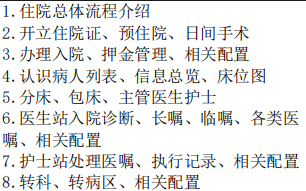 1.住院总体流程介绍
2.开立住院证、预住院、日间手术
3.办理入院、押金管理、相关配置
4.认识病人列表、信息总览、床位图
5.分床、包床、主管医生护士
6.医生站入院诊断、长嘱、临嘱、各类医
嘱、相关配置
7.护士站处理医嘱、执行记录、相关配置
8.转科、转病区、相关配置